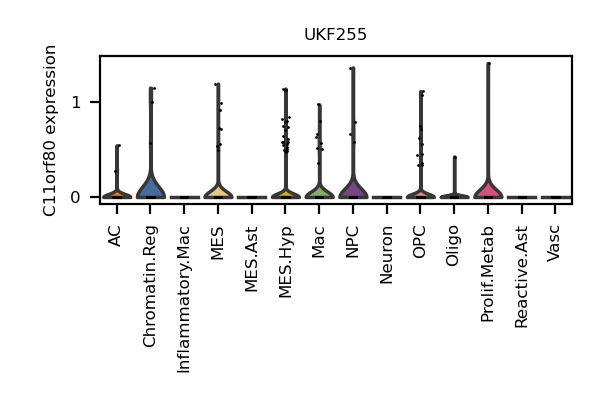 UKF255
C11orf80 expression
1
0
AC
Chromatin.Reg
Inflammatory.Mac
MES
MES.Ast
MES.Hyp
Mac
NPC
Neuron
OPC
Oligo
Prolif.Metab
Reactive.Ast
Vasc